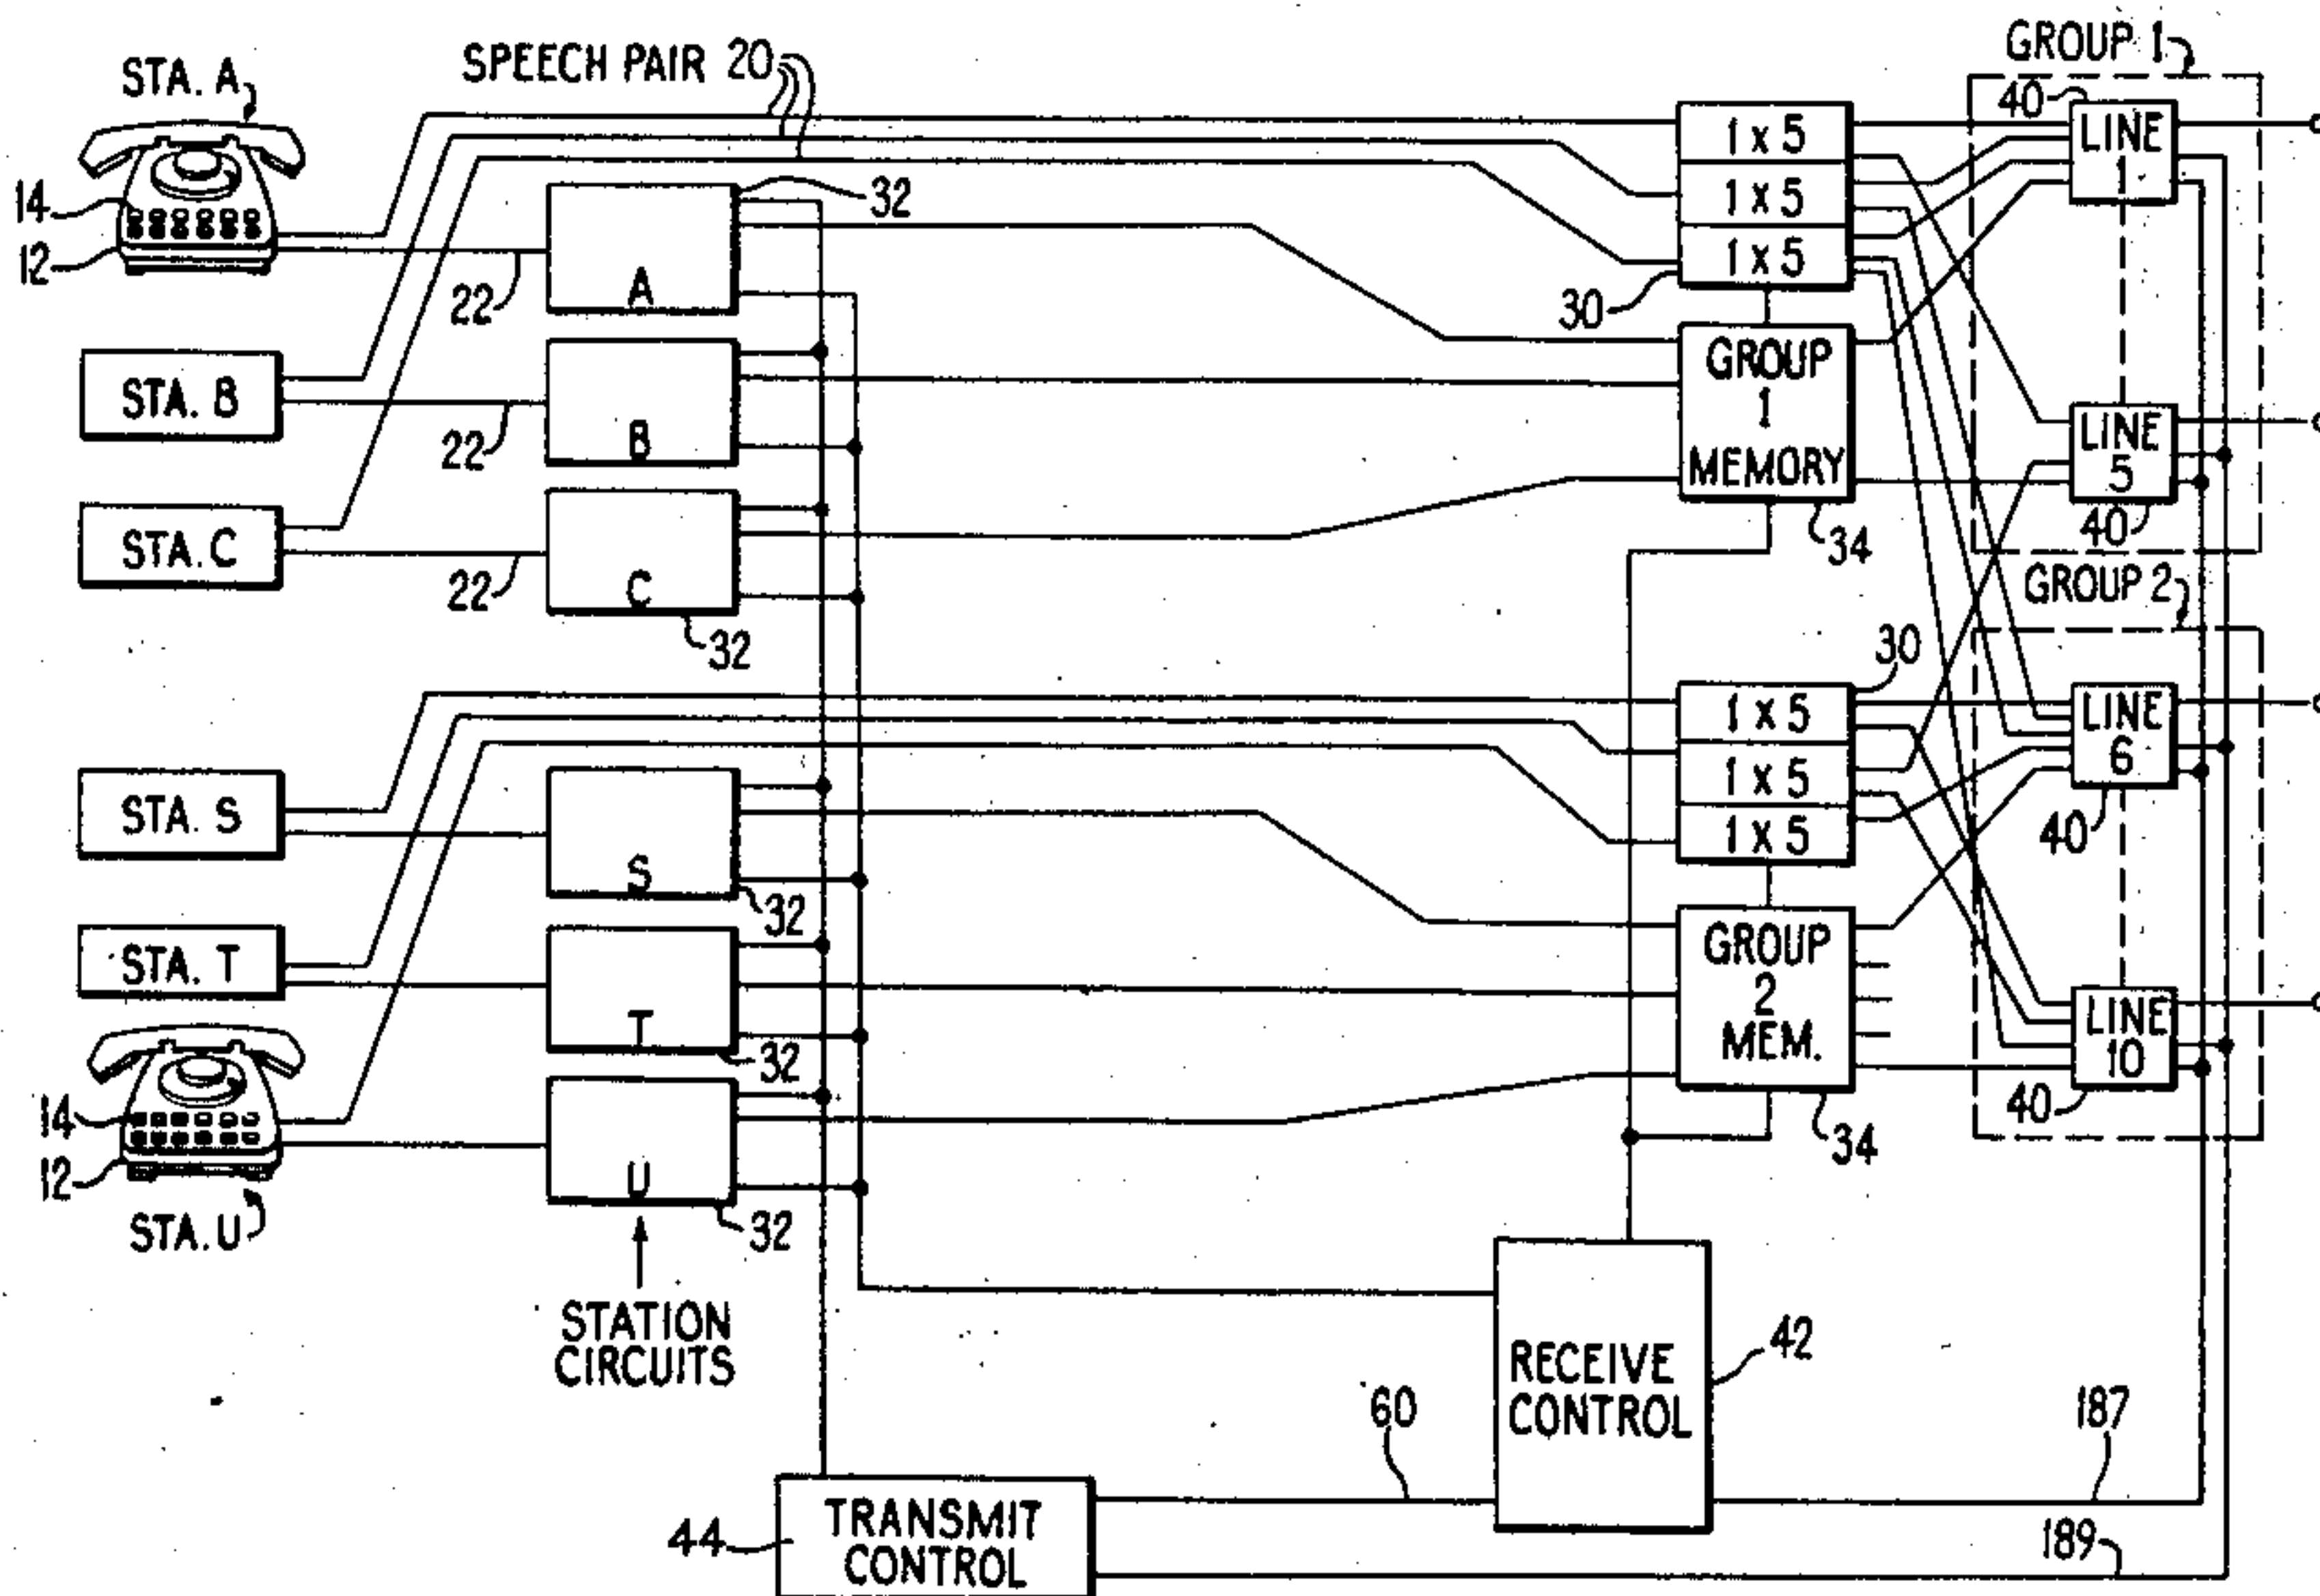 GROUP 1
SPEECH PAIR 20
STA. A
40
1 X 5
LINE
1
1 X 5
1 X 5
14
12
32
22
A
30
GROUP
1
MEMORY
STA. B
22
B
LINE
5
40
34
STA. C
22
C
32
GROUP 2
30
1 X 5
1 X 5
1 X 5
LINE
6
40
STA. S
S
32
STA. T
T
32
GROUP
2
MEM.
LINE
10
40
34
14
12
STA. U
U
32
STATION
CIRCUITS
RECEIVE
CONTROL
42
60
187
44
TRANSMIT
CONTROL
189